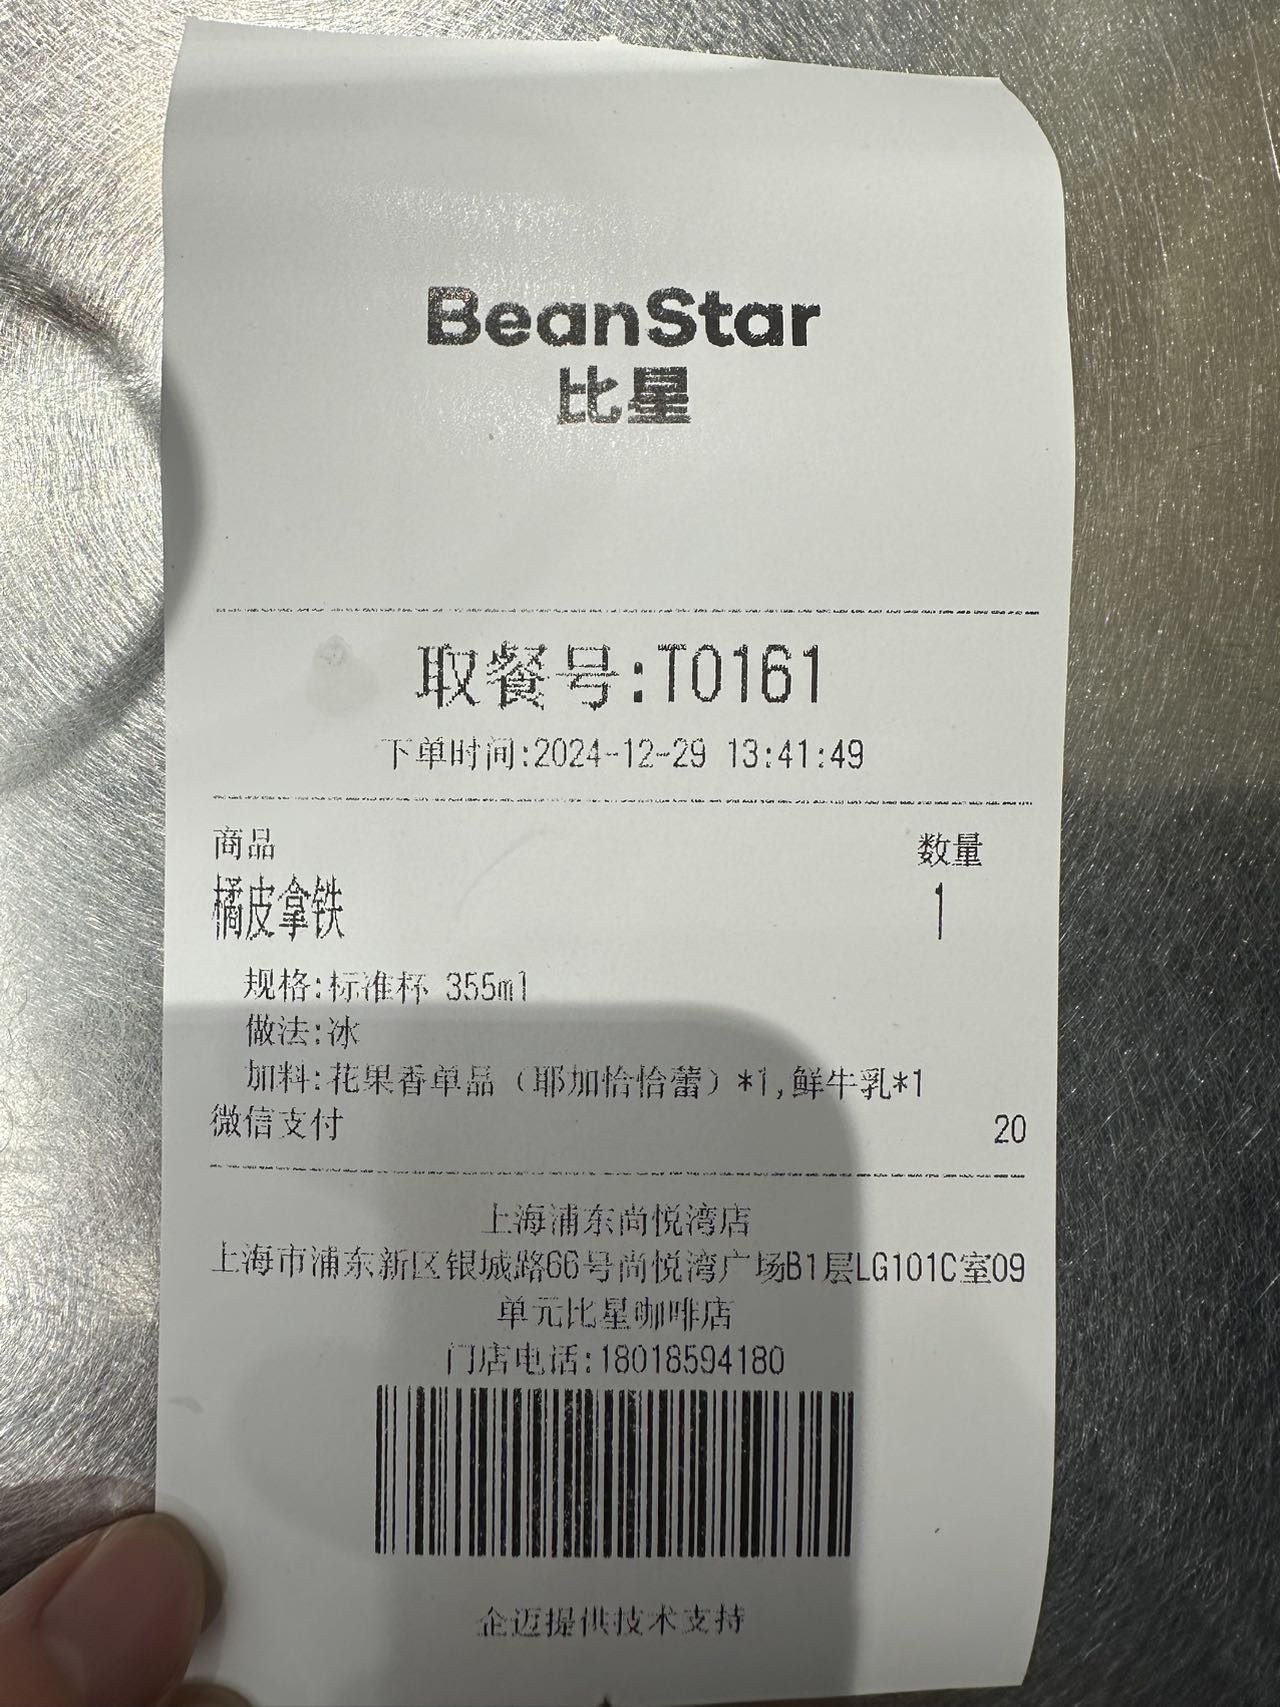 BeanStar
比星
取餐号:T0161
下单时间:2024-12-29 13:41:49
商品 数量
橘皮拿铁 1
规格:标准杯 355ml
做法:冰
加料:花果香单品（耶加恰恰蕾）*1,鲜牛乳*1
微信支付 20
上海浦东尚悦湾店
上海市浦东新区银城路66号尚悦湾广场B1层LG101C室09
单元比星咖啡店
门店电话:18018594180
企迈提供技术支持